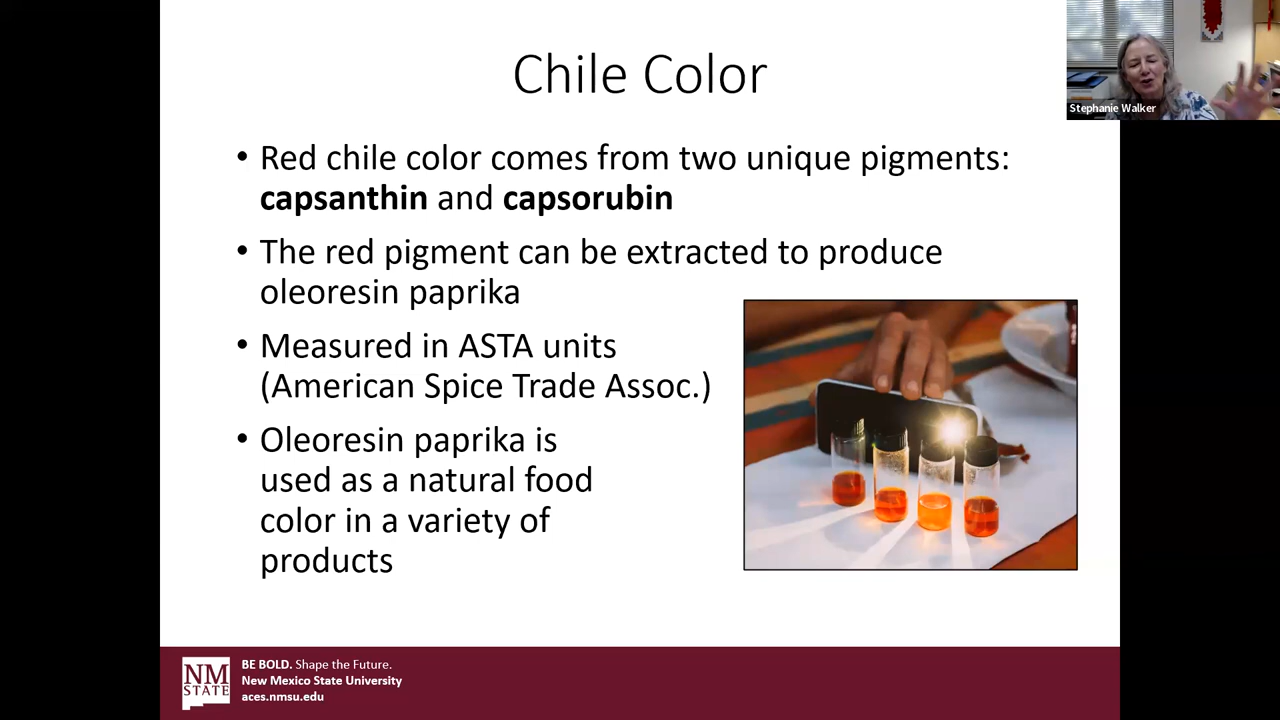 Chile Color
Stephanie Walker
• Red chile color comes from two unique pigments:
capsanthin and capsorubin
• The red pigment can be extracted to produce
oleoresin paprika
• Measured in ASTA units
(American Spice Trade Assoc.)
• Oleoresin paprika is
used as a natural food
color in a variety of
products
NM
STATE
BE BOLD. Shape the Future.
New Mexico State University
aces.nmsu.edu